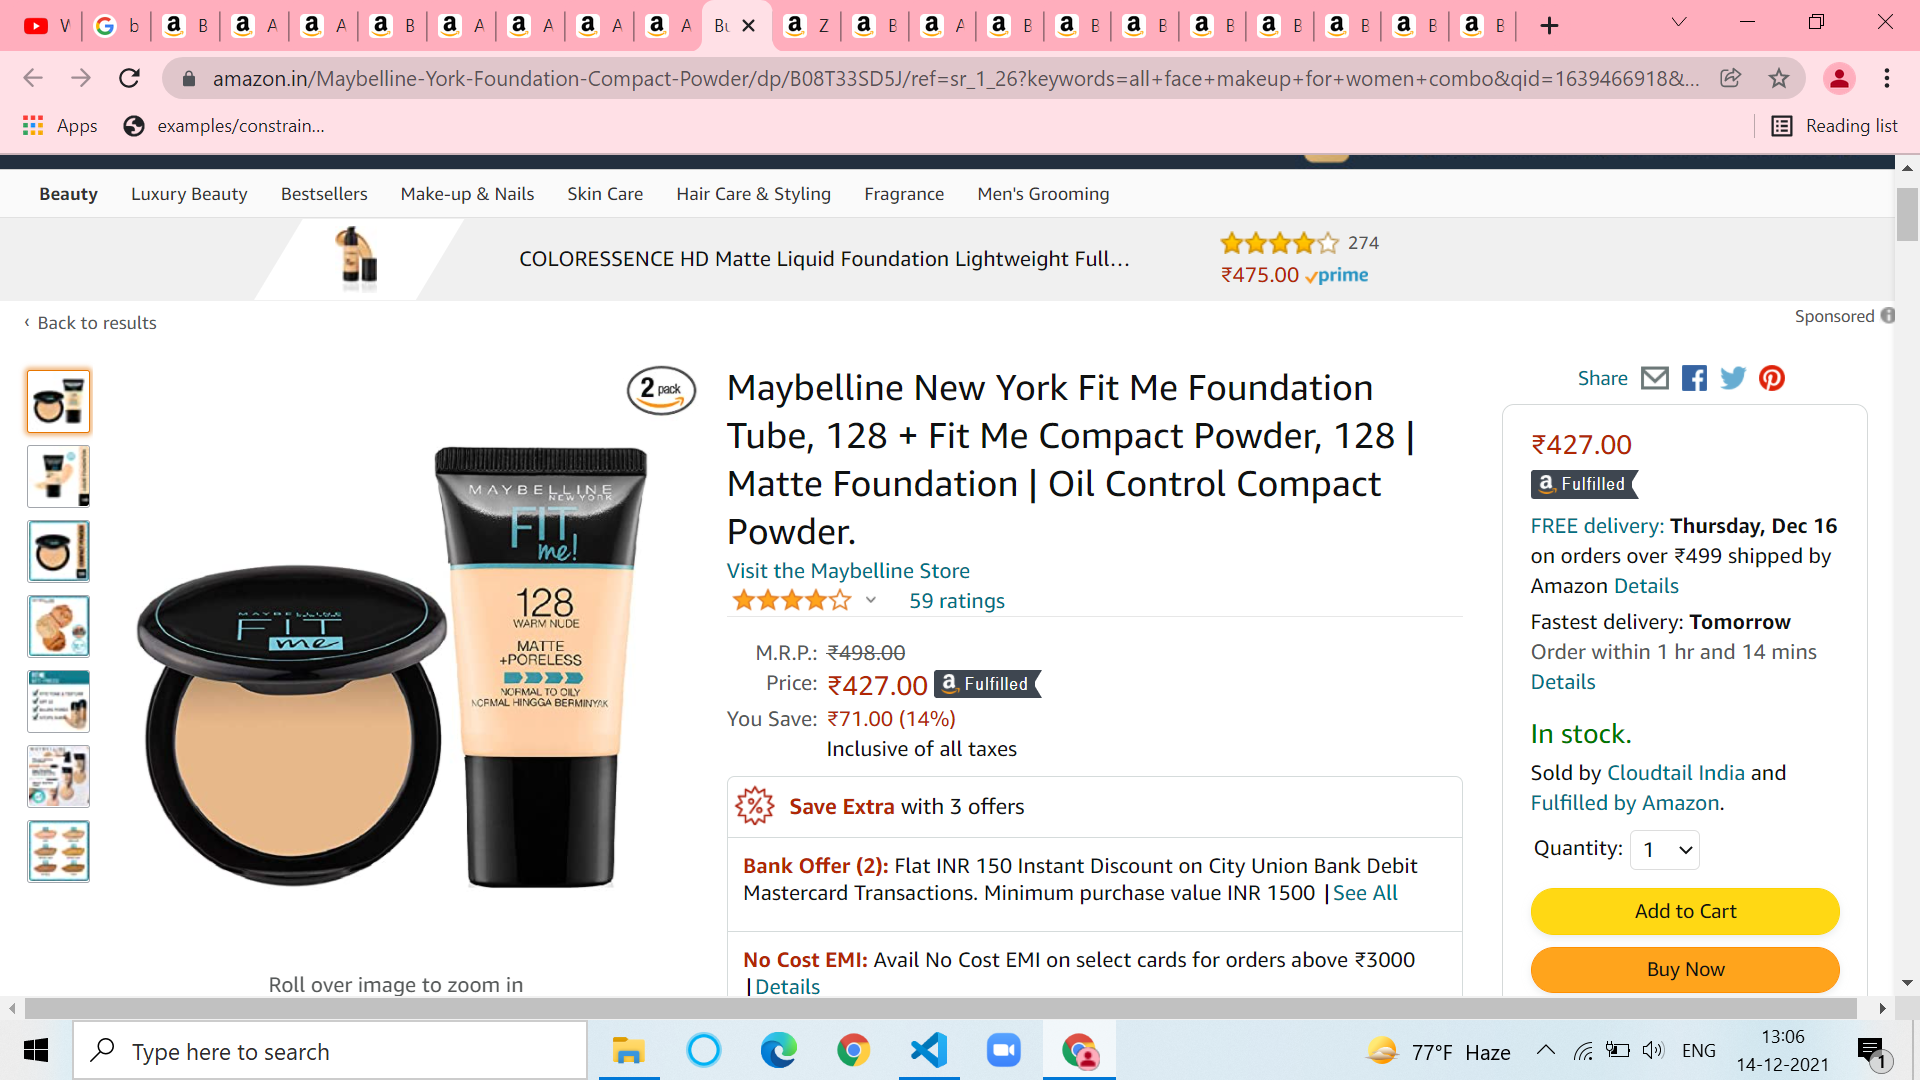 amazon.in/Maybelline-York-Foundation-Compact-Powder/dp/B08T33SD5J/ref=sr_1_26?keywords=all+face+makeup+for+women+combo&qid=1639466918&...
Apps examples/constrain... Reading list
Beauty Luxury Beauty Bestsellers Make-up & Nails Skin Care Hair Care & Styling Fragrance Men's Grooming
COLORESSENCE HD Matte Liquid Foundation Lightweight Full...
274
₹475.00 prime
‹ Back to results
Sponsored
2 pack
Maybelline New York Fit Me Foundation
Tube, 128 + Fit Me Compact Powder, 128 |
Matte Foundation | Oil Control Compact
Powder.
Visit the Maybelline Store
59 ratings
M.R.P.: ₹498.00
Price: ₹427.00 Fulfilled
You Save: ₹71.00 (14%)
Inclusive of all taxes
Save Extra with 3 offers
Bank Offer (2): Flat INR 150 Instant Discount on City Union Bank Debit
Mastercard Transactions. Minimum purchase value INR 1500 | See All
No Cost EMI: Avail No Cost EMI on select cards for orders above ₹3000
| Details
MAYBELLINE
NEW YORK
FIT
me!
128
WARM NUDE
MATTE
+PORELESS
NORMAL TO OILY
NORMAL HINGGA BERMINYAK
MAYBELLINE
FIT
me
Roll over image to zoom in
Share
₹427.00
Fulfilled
FREE delivery: Thursday, Dec 16
on orders over ₹499 shipped by
Amazon Details
Fastest delivery: Tomorrow
Order within 1 hr and 14 mins
Details
In stock.
Sold by Cloudtail India and
Fulfilled by Amazon.
Quantity: 1
Add to Cart
Buy Now
Type here to search
77°F Haze
ENG
13:06
14-12-2021
1